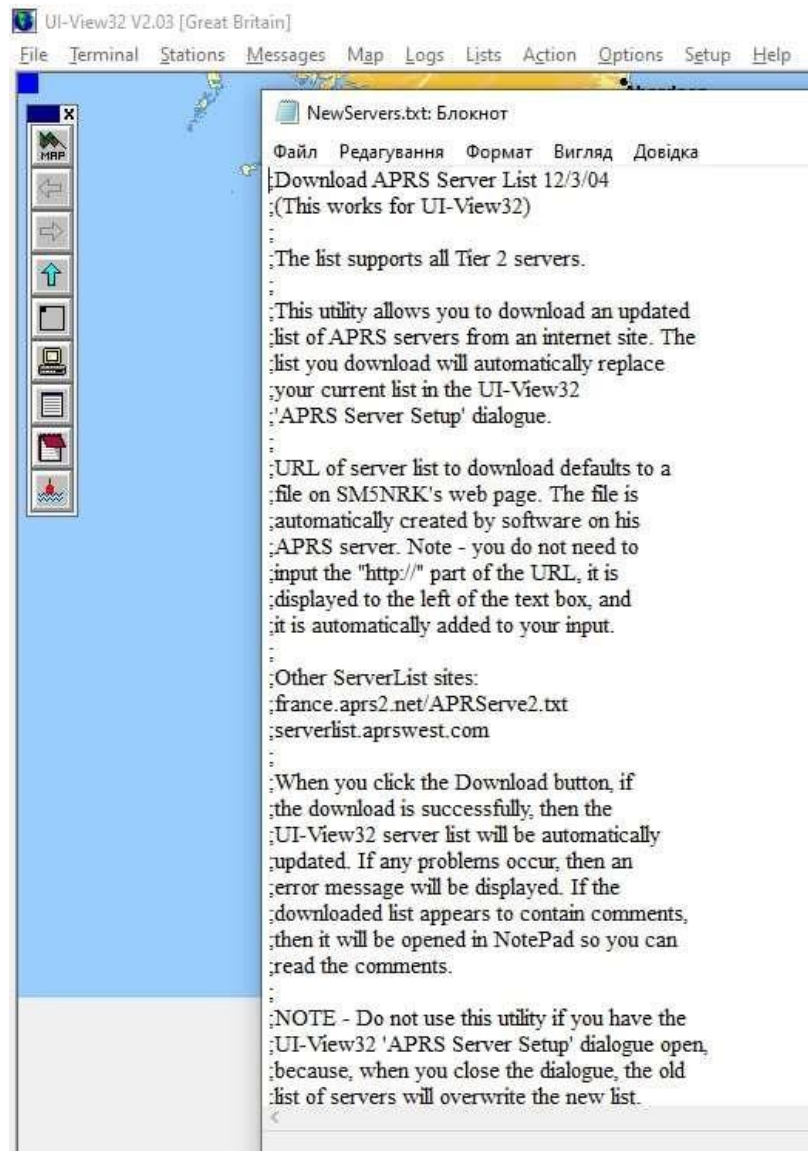 UI-View32 V2.03 [Great Britain]
File Terminal Stations Messages Map Logs Lists Action Options Setup Help
x
MAP
NewServers.txt: Блокнот
Файл Редагування Формат Вигляд Довідка
;Download APRS Server List 12/3/04
;(This works for UI-View32)
;
;The list supports all Tier 2 servers.
;
;This utility allows you to download an updated
;list of APRS servers from an internet site. The
;list you download will automatically replace
;your current list in the UI-View32
;'APRS Server Setup' dialogue.
;
;URL of server list to download defaults to a
;file on SM5NRK's web page. The file is
;automatically created by software on his
;APRS server. Note - you do not need to
;input the "http://" part of the URL, it is
;displayed to the left of the text box, and
;it is automatically added to your input.
;
;Other ServerList sites:
;france.aprs2.net/APRServe2.txt
;serverlist.aprswest.com
;
;When you click the Download button, if
;the download is successfully, then the
;UI-View32 server list will be automatically
;updated. If any problems occur, then an
;error message will be displayed. If the
;downloaded list appears to contain comments,
;then it will be opened in NotePad so you can
;read the comments.
;
;NOTE - Do not use this utility if you have the
;UI-View32 'APRS Server Setup' dialogue open,
;because, when you close the dialogue, the old
;list of servers will overwrite the new list.